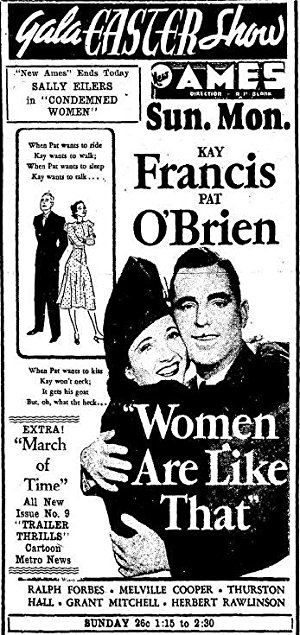 Gala EASTER Show
"New Ames" Ends Today
SALLY EILERS
in "CONDEMNED
WOMEN"
New AMES
DIRECTION - A. H. BLANK
Sun. Mon.
KAY
Francis
PAT
O'Brien
When Pat wants to ride
Kay wants to walk;
When Pat wants to sleep
Kay wants to talk . . . .
When Pat wants to kiss
Kay won't neck;
It gets his goat
But, oh, what the heck . . .
"Women
Are Like
That"
EXTRA!
"March
of
Time"
All New
Issue No. 9
"TRAILER
THRILLS"
Cartoon
Metro News
RALPH FORBES • MELVILLE COOPER • THURSTON
HALL • GRANT MITCHELL • HERBERT RAWLINSON
SUNDAY 26c 1:15 to 2:30